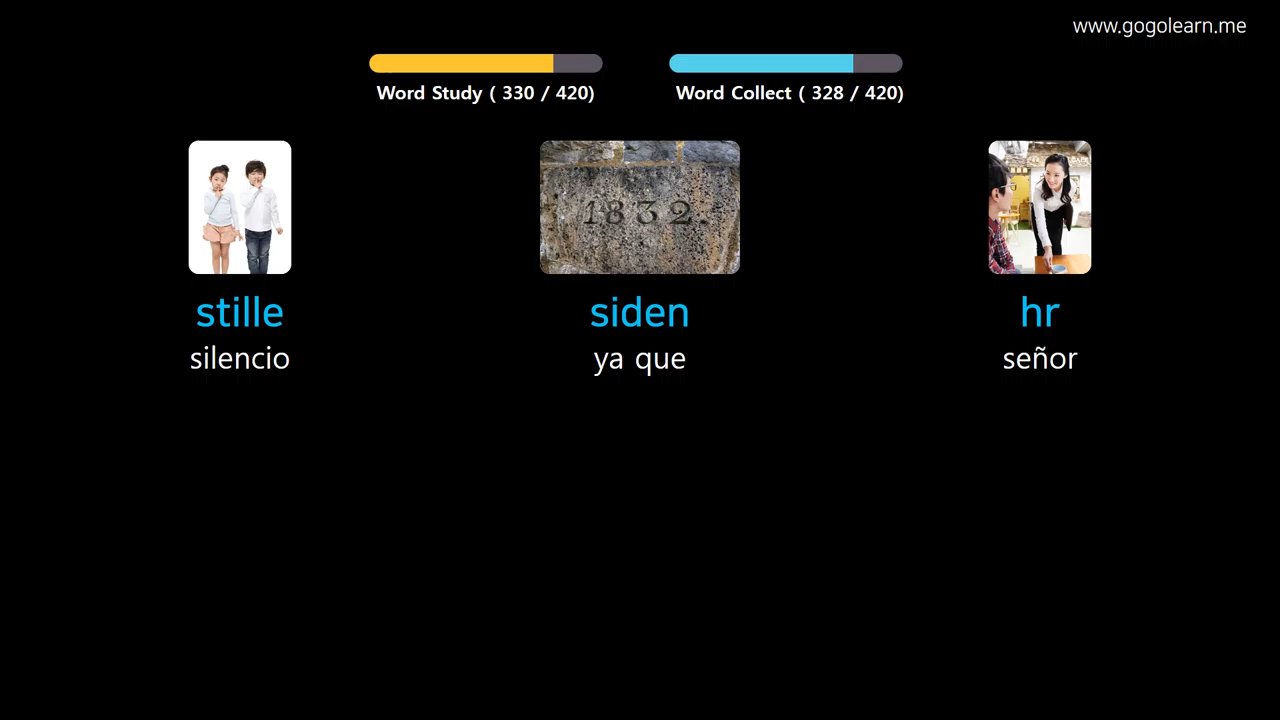 www.gogolearn.me
Word Study ( 330 / 420)
Word Collect ( 328 / 420)
1832.
stille
siden
hr
silencio
ya que
señor